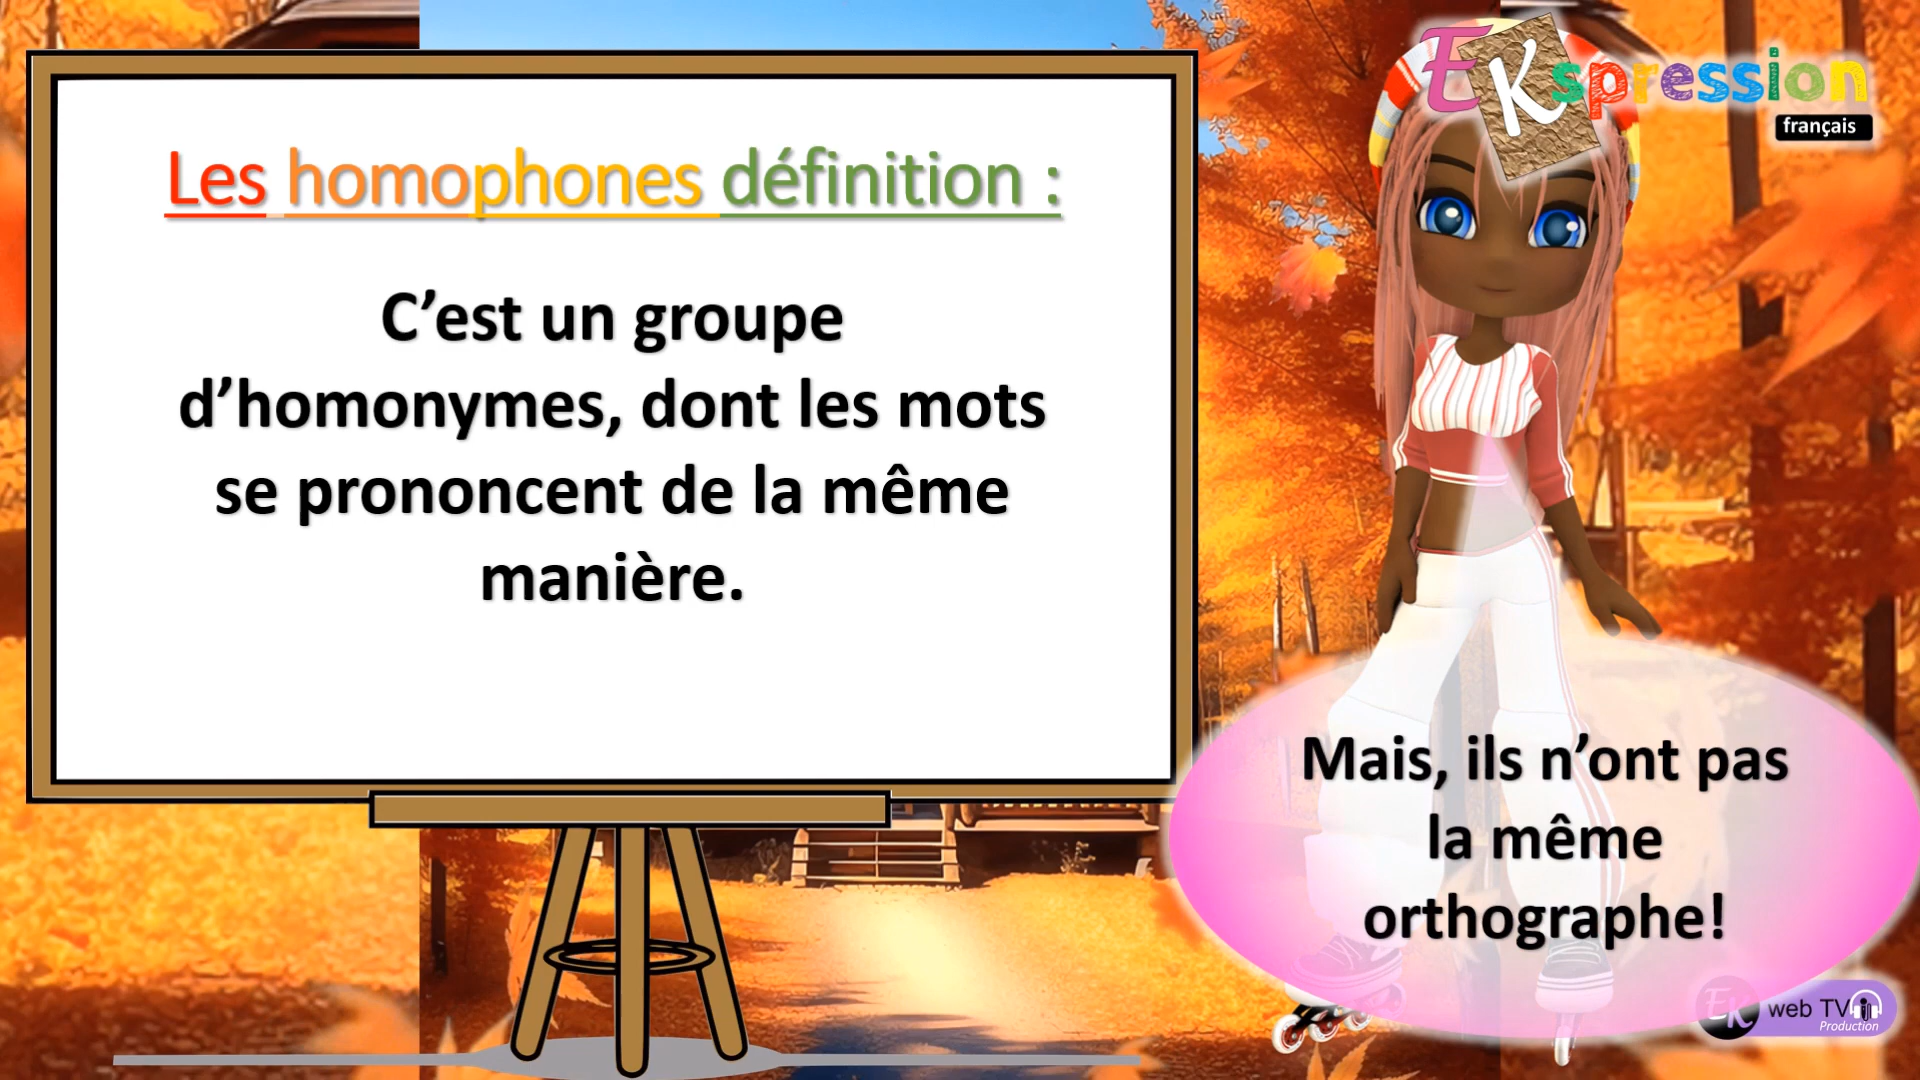 EKspression
français
Les homophones définition :
C’est un groupe
d’homonymes, dont les mots
se prononcent de la même
manière.
Mais, ils n’ont pas
la même
orthographe!
EK web TV
Production